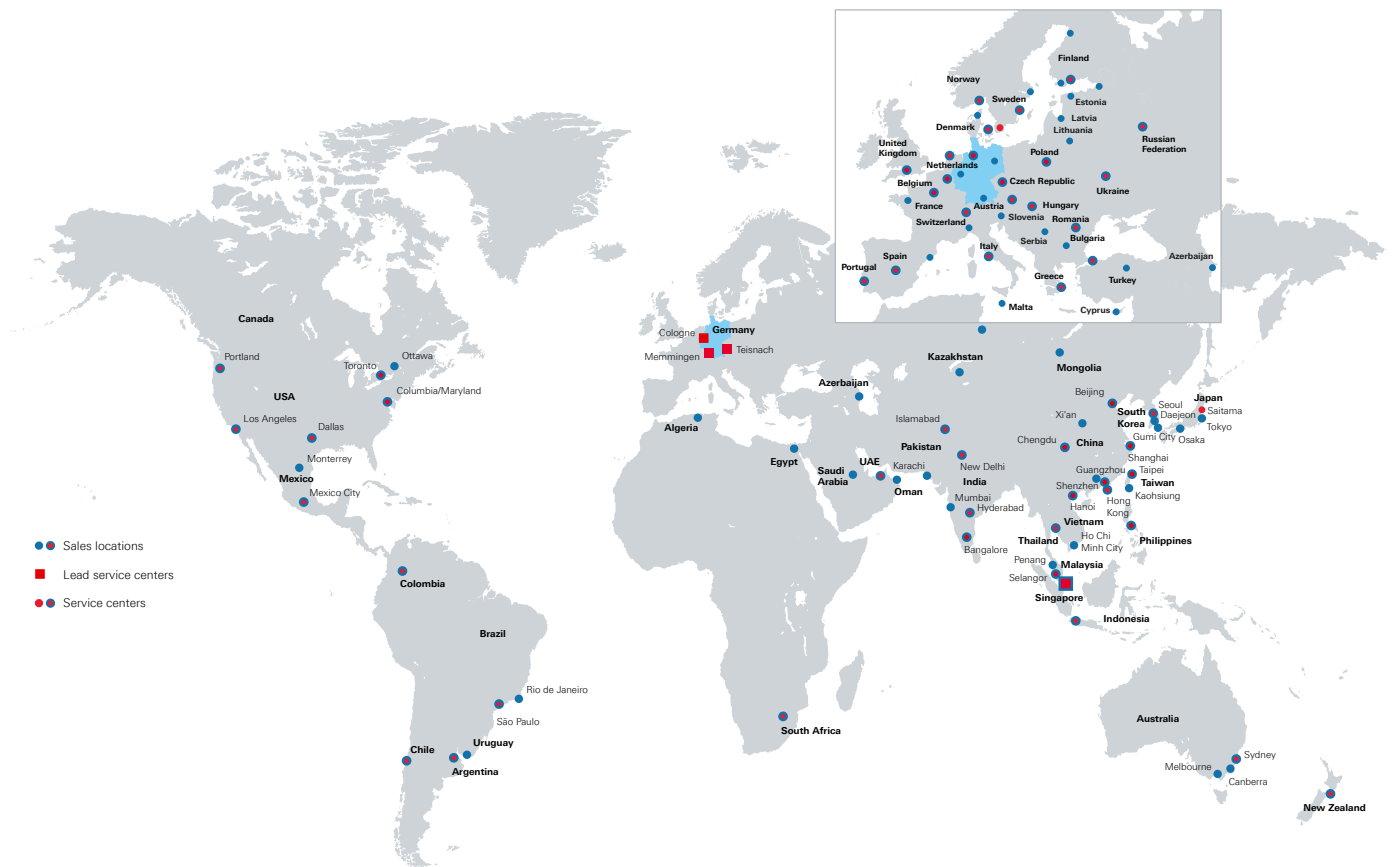 Finland
Norway
Sweden
Estonia
Latvia
Denmark
Lithuania
Russian
Federation
United
Kingdom
Poland
Netherlands
Belgium
Czech Republic
Ukraine
France
Austria
Hungary
Switzerland
Slovenia
Romania
Serbia
Bulgaria
Italy
Spain
Azerbaijan
Portugal
Greece
Turkey
Malta
Cyprus
Canada
Portland
Ottawa
Toronto
Columbia/Maryland
USA
Los Angeles
Dallas
Monterrey
Mexico
Mexico City
Cologne
Germany
Memmingen
Teisnach
Kazakhstan
Mongolia
Azerbaijan
Beijing
Japan
Seoul
Saitama
South
Korea
Daejeon
Tokyo
Xi'an
Islamabad
Algeria
Gumi City
Osaka
Chengdu
China
Pakistan
Egypt
Shanghai
UAE
Karachi
New Delhi
Saudi
Arabia
Guangzhou
Taipei
India
Taiwan
Oman
Shenzhen
Kaohsiung
Mumbai
Hong
Kong
Hanoi
Hyderabad
Vietnam
Thailand
Ho Chi
Minh City
Philippines
Bangalore
Penang
Malaysia
Selangor
Singapore
Indonesia
Sales locations
Lead service centers
Service centers
Colombia
Brazil
Rio de Janeiro
São Paulo
Chile
Uruguay
Argentina
South Africa
Australia
Sydney
Melbourne
Canberra
New Zealand